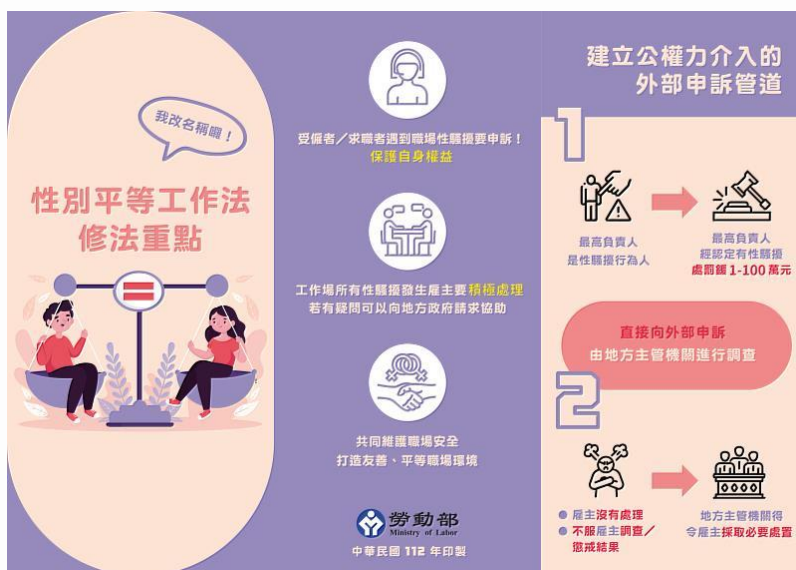 我改名稱囉！
性別平等工作法
修法重點
受僱者／求職者遇到職場性騷擾要申訴！
保護自身權益
工作場所有性騷擾發生雇主要積極處理
若有疑問可以向地方政府請求協助
共同維護職場安全
打造友善、平等職場環境
勞動部
Ministry of Labor
中華民國 112 年印製
建立公權力介入的
外部申訴管道
1
最高負責人
是性騷擾行為人
最高負責人
經認定有性騷擾
處罰鍰 1-100 萬元
直接向外部申訴
由地方主管機關進行調查
2
雇主沒有處理
不服雇主調查／
懲戒結果
地方主管機關得
令雇主採取必要處置